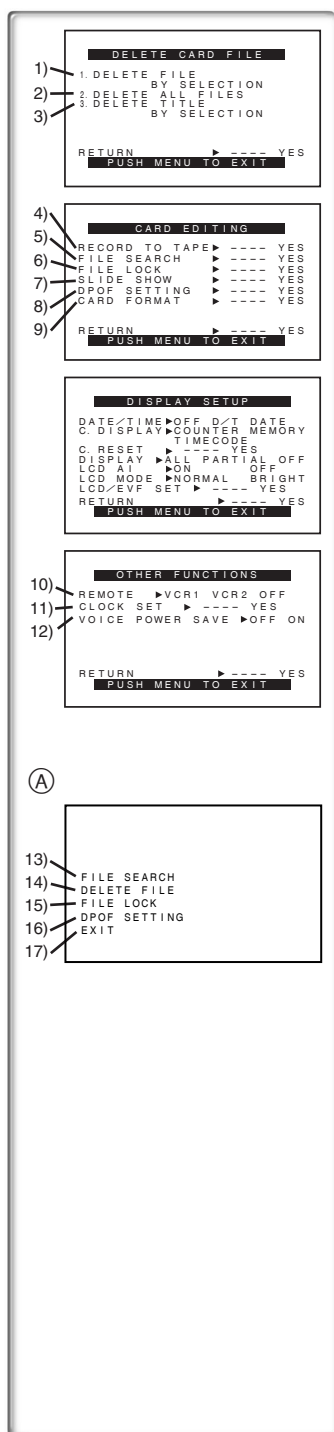 DELETE CARD FILE
1) 1. DELETE FILE
BY SELECTION
2) 2. DELETE ALL FILES
3) 3. DELETE TITLE
BY SELECTION
RETURN ▶ ---- YES
PUSH MENU TO EXIT
CARD EDITING
4) RECORD TO TAPE▶ ---- YES
5) FILE SEARCH ▶ ---- YES
6) FILE LOCK ▶ ---- YES
7) SLIDE SHOW ▶ ---- YES
8) DPOF SETTING ▶ ---- YES
9) CARD FORMAT ▶ ---- YES
RETURN ▶ ---- YES
PUSH MENU TO EXIT
DISPLAY SETUP
DATE/TIME▶OFF D/T DATE
C. DISPLAY▶COUNTER MEMORY
TIMECODE
C. RESET ▶ ---- YES
DISPLAY ▶ALL PARTIAL OFF
LCD AI ▶ON OFF
LCD MODE ▶NORMAL BRIGHT
LCD/EVF SET ▶ ---- YES
RETURN ▶ ---- YES
PUSH MENU TO EXIT
OTHER FUNCTIONS
10) REMOTE ▶VCR1 VCR2 OFF
11) CLOCK SET ▶ ---- YES
12) VOICE POWER SAVE ▶OFF ON
RETURN ▶ ---- YES
PUSH MENU TO EXIT
Ⓐ
13) FILE SEARCH
14) DELETE FILE
15) FILE LOCK
16) DPOF SETTING
17) EXIT